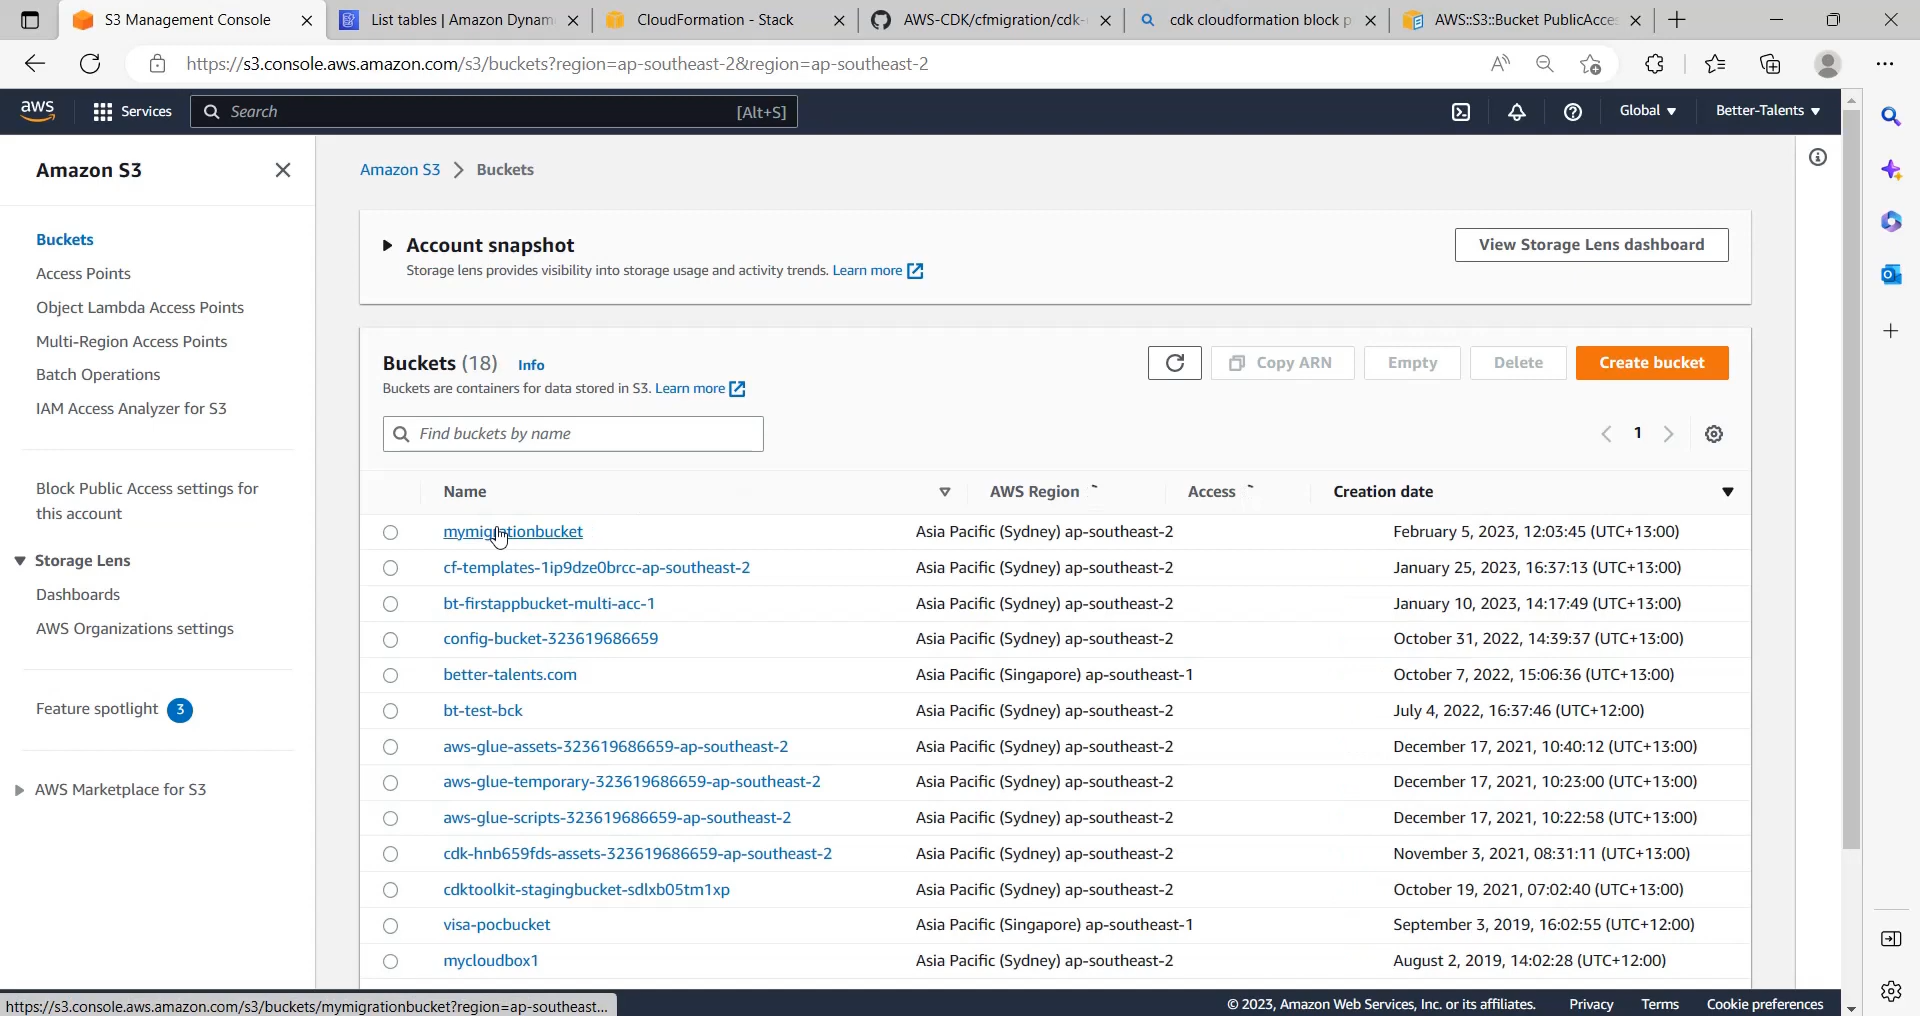 S3 Management Console
List tables | Amazon Dynam
CloudFormation - Stack
AWS-CDK/cfmigration/cdk-
cdk cloudformation block p
AWS::S3::Bucket PublicAcces
https://s3.console.aws.amazon.com/s3/buckets?region=ap-southeast-2&region=ap-southeast-2
aws
Services
Search
[Alt+S]
Global
Better-Talents
Amazon S3
Buckets
Access Points
Object Lambda Access Points
Multi-Region Access Points
Batch Operations
IAM Access Analyzer for S3
Block Public Access settings for
this account
Storage Lens
Dashboards
AWS Organizations settings
Feature spotlight 3
AWS Marketplace for S3
Amazon S3 > Buckets
Account snapshot
Storage lens provides visibility into storage usage and activity trends. Learn more
View Storage Lens dashboard
Buckets (18) Info
Buckets are containers for data stored in S3. Learn more
Copy ARN
Empty
Delete
Create bucket
Find buckets by name
1
Name AWS Region Access Creation date
mymigrationbucket Asia Pacific (Sydney) ap-southeast-2 February 5, 2023, 12:03:45 (UTC+13:00)
cf-templates-1ip9dze0brcc-ap-southeast-2 Asia Pacific (Sydney) ap-southeast-2 January 25, 2023, 16:37:13 (UTC+13:00)
bt-firstappbucket-multi-acc-1 Asia Pacific (Sydney) ap-southeast-2 January 10, 2023, 14:17:49 (UTC+13:00)
config-bucket-323619686659 Asia Pacific (Sydney) ap-southeast-2 October 31, 2022, 14:39:37 (UTC+13:00)
better-talents.com Asia Pacific (Singapore) ap-southeast-1 October 7, 2022, 15:06:36 (UTC+13:00)
bt-test-bck Asia Pacific (Sydney) ap-southeast-2 July 4, 2022, 16:37:46 (UTC+12:00)
aws-glue-assets-323619686659-ap-southeast-2 Asia Pacific (Sydney) ap-southeast-2 December 17, 2021, 10:40:12 (UTC+13:00)
aws-glue-temporary-323619686659-ap-southeast-2 Asia Pacific (Sydney) ap-southeast-2 December 17, 2021, 10:23:00 (UTC+13:00)
aws-glue-scripts-323619686659-ap-southeast-2 Asia Pacific (Sydney) ap-southeast-2 December 17, 2021, 10:22:58 (UTC+13:00)
cdk-hnb659fds-assets-323619686659-ap-southeast-2 Asia Pacific (Sydney) ap-southeast-2 November 3, 2021, 08:31:11 (UTC+13:00)
cdktoolkit-stagingbucket-sdlxb05tm1xp Asia Pacific (Sydney) ap-southeast-2 October 19, 2021, 07:02:40 (UTC+13:00)
visa-pocbucket Asia Pacific (Singapore) ap-southeast-1 September 3, 2019, 16:02:55 (UTC+12:00)
mycloudbox1 Asia Pacific (Sydney) ap-southeast-2 August 2, 2019, 14:02:28 (UTC+12:00)
https://s3.console.aws.amazon.com/s3/buckets/mymigrationbucket?region=ap-southeast...
© 2023, Amazon Web Services, Inc. or its affiliates. Privacy Terms Cookie preferences